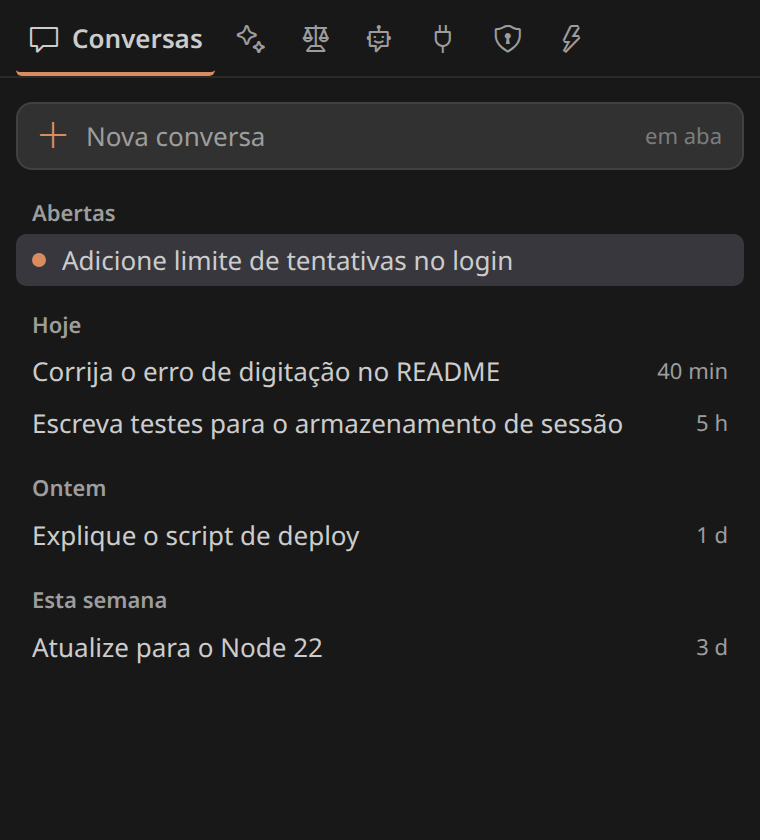 Conversas
Nova conversa em aba
Abertas
Adicione limite de tentativas no login
Hoje
Corrija o erro de digitação no README 40 min
Escreva testes para o armazenamento de sessão 5 h
Ontem
Explique o script de deploy 1 d
Esta semana
Atualize para o Node 22 3 d